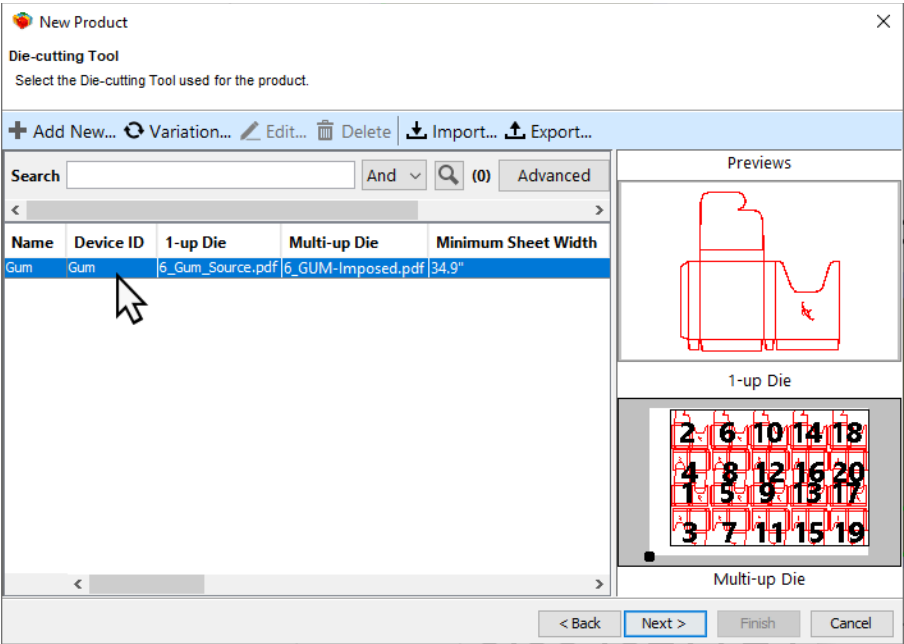 New Product
Die-cutting Tool
Select the Die-cutting Tool used for the product.
Add New... Variation... Edit... Delete Import... Export...
Search And (0) Advanced
Name Device ID 1-up Die Multi-up Die Minimum Sheet Width
Gum Gum 6_Gum_Source.pdf 6_GUM-Imposed.pdf 34.9"
Previews
1-up Die
2 6 10 14 18
4 8 12 16 20
1 5 9 13 17
3 7 11 15 19
Multi-up Die
< Back Next > Finish Cancel